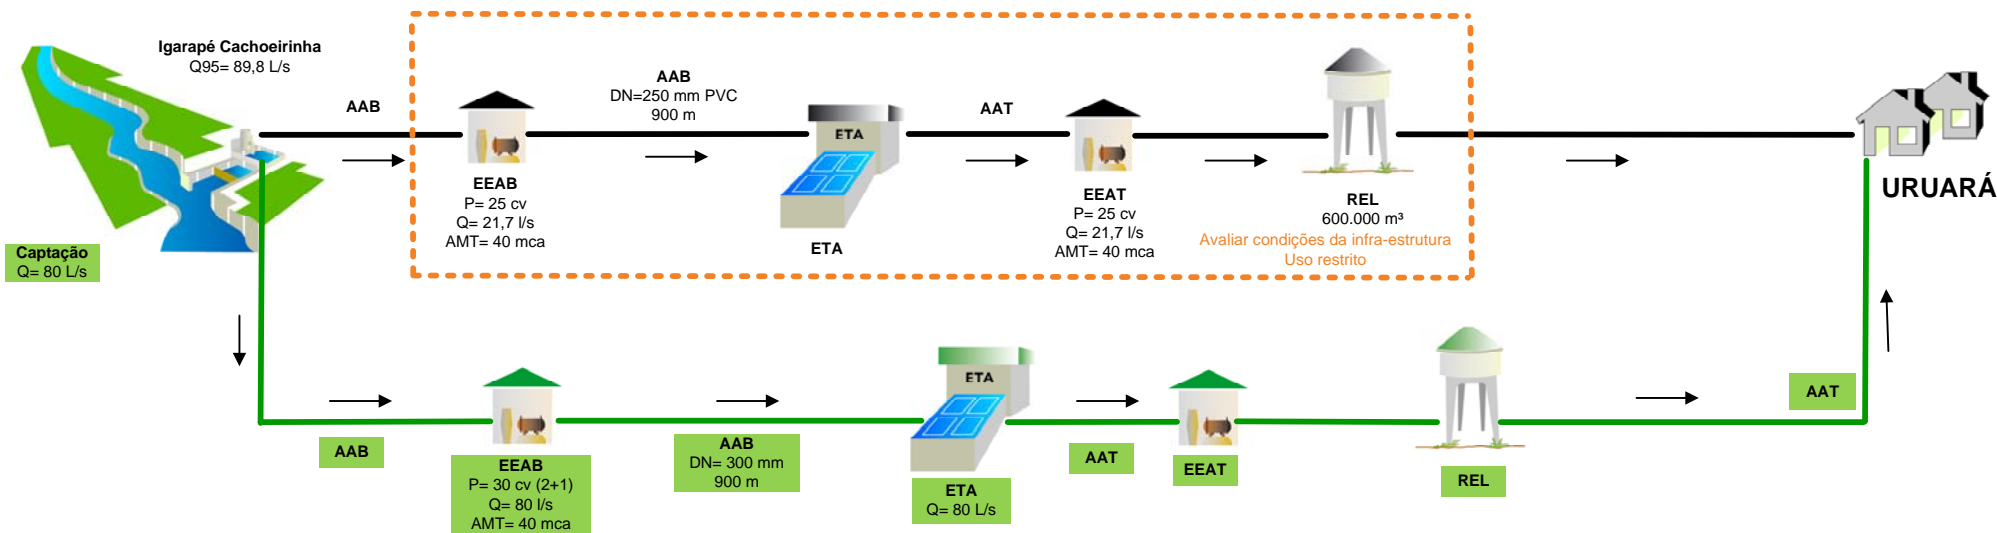 Igarapé Cachoeirinha
Q95= 89,8 L/s
AAB
AAB
DN=250 mm PVC
900 m
ETA
AAT
EEAB
P= 25 cv
Q= 21,7 l/s
AMT= 40 mca
ETA
EEAT
P= 25 cv
Q= 21,7 l/s
AMT= 40 mca
REL
600.000 m³
Avaliar condições da infra-estrutura
Uso restrito
URUARÁ
Captação
Q= 80 L/s
AAB
EEAB
P= 30 cv (2+1)
Q= 80 l/s
AMT= 40 mca
AAB
DN= 300 mm
900 m
ETA
ETA
Q= 80 L/s
AAT
EEAT
REL
AAT